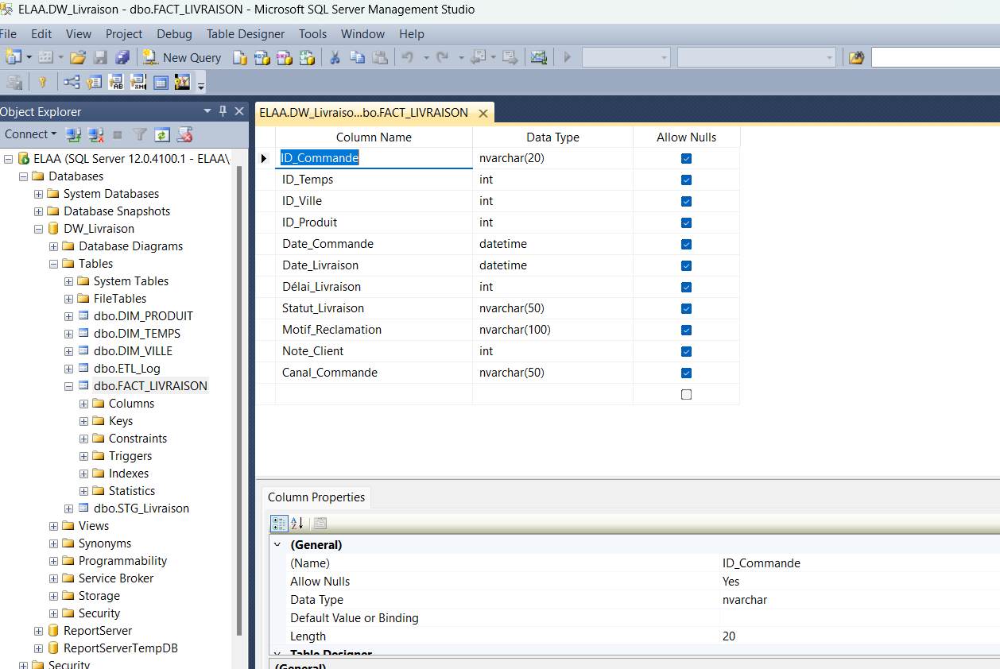 ELAA.DW_Livraison - dbo.FACT_LIVRAISON - Microsoft SQL Server Management Studio
File Edit View Project Debug Table Designer Tools Window Help
New Query
Object Explorer
Connect
ELAA (SQL Server 12.0.4100.1 - ELAA\
Databases
System Databases
Database Snapshots
DW_Livraison
Database Diagrams
Tables
System Tables
FileTables
dbo.DIM_PRODUIT
dbo.DIM_TEMPS
dbo.DIM_VILLE
dbo.ETL_Log
dbo.FACT_LIVRAISON
Columns
Keys
Constraints
Triggers
Indexes
Statistics
dbo.STG_Livraison
Views
Synonyms
Programmability
Service Broker
Storage
Security
ReportServer
ReportServerTempDB
Security
ELAA.DW_Livraiso...bo.FACT_LIVRAISON
Column Name Data Type Allow Nulls
ID_Commande nvarchar(20)
ID_Temps int
ID_Ville int
ID_Produit int
Date_Commande datetime
Date_Livraison datetime
Délai_Livraison int
Statut_Livraison nvarchar(50)
Motif_Reclamation nvarchar(100)
Note_Client int
Canal_Commande nvarchar(50)
Column Properties
(General)
(Name) ID_Commande
Allow Nulls Yes
Data Type nvarchar
Default Value or Binding
Length 20
Table Designer
(General)